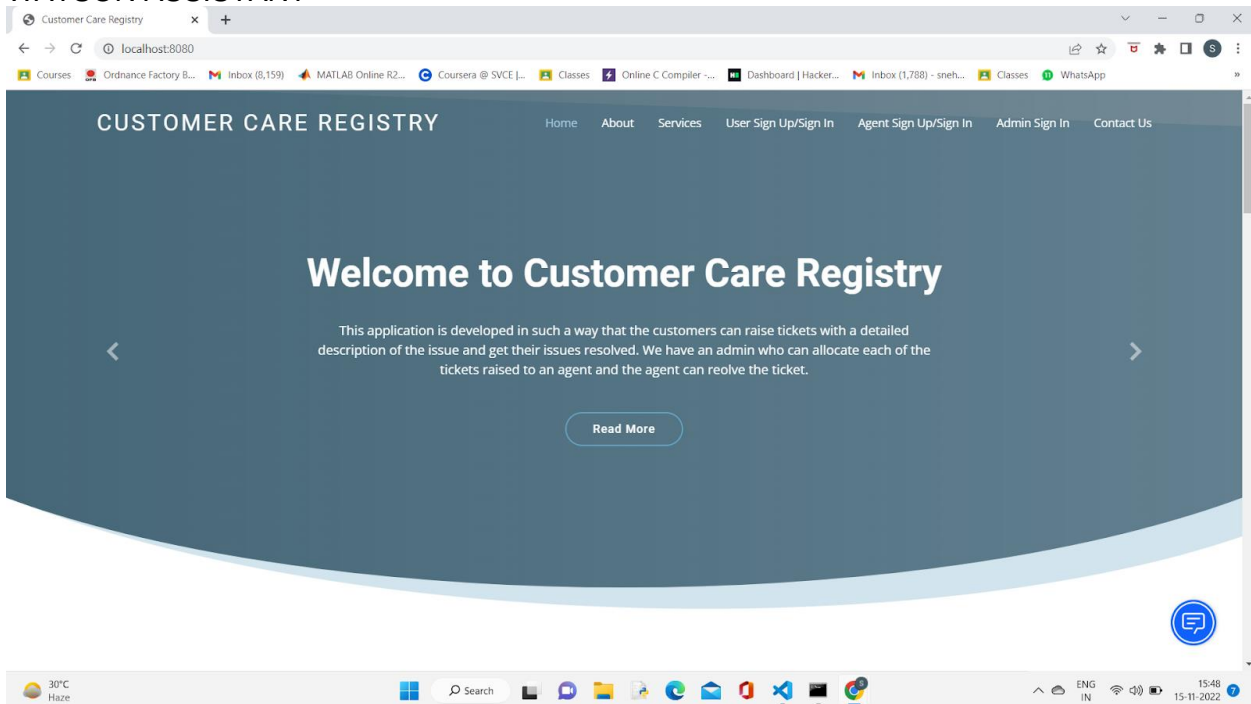 WATSON ASSISTANT
Customer Care Registry
localhost:8080
Courses Ordnance Factory B... Inbox (8,159) MATLAB Online R2... Coursera @ SVCE |... Classes Online C Compiler -... Dashboard | Hacker... Inbox (1,788) - sneh... Classes WhatsApp »
CUSTOMER CARE REGISTRY
Home About Services User Sign Up/Sign In Agent Sign Up/Sign In Admin Sign In Contact Us
Welcome to Customer Care Registry
This application is developed in such a way that the customers can raise tickets with a detailed
description of the issue and get their issues resolved. We have an admin who can allocate each of the
tickets raised to an agent and the agent can reolve the ticket.
Read More
30°C
Haze
Search
ENG
IN
15:48
15-11-2022
7